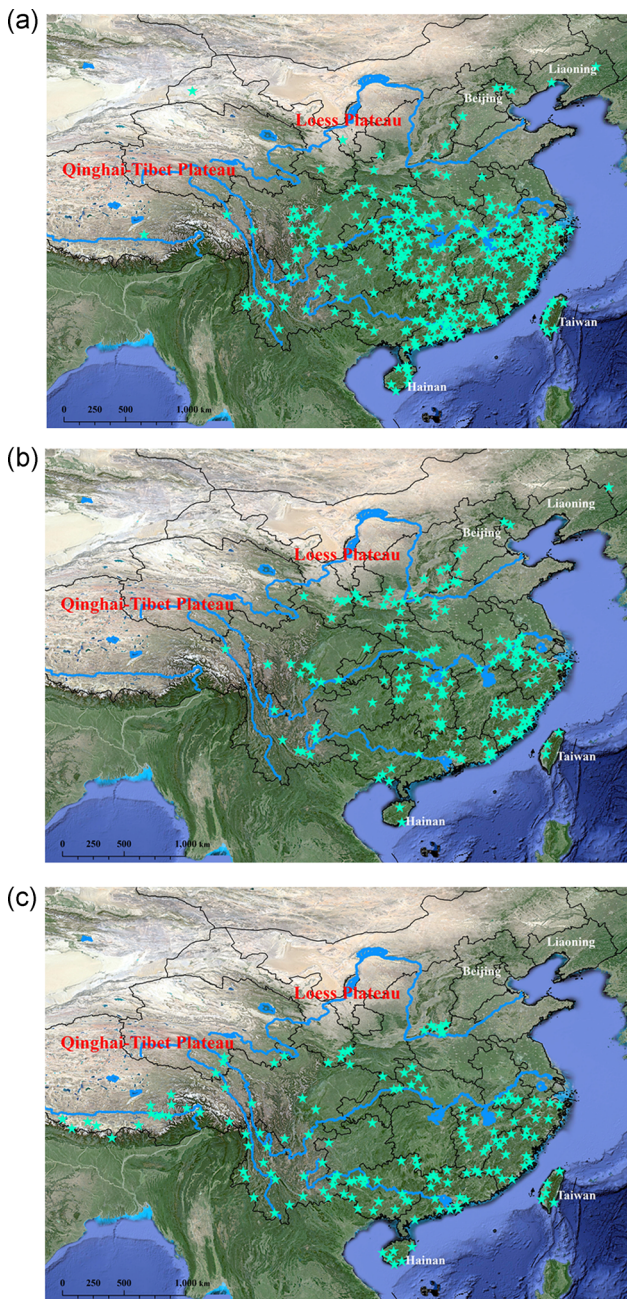 (a)
Liaoning
Beijing
Loess Plateau
Qinghai-Tibet Plateau
Taiwan
Hainan
0 250 500 1,000 km
(b)
Liaoning
Beijing
Loess Plateau
Qinghai-Tibet Plateau
Taiwan
Hainan
0 250 500 1,000 km
(c)
Liaoning
Beijing
Loess Plateau
Qinghai-Tibet Plateau
Taiwan
Hainan
0 250 500 1,000 km